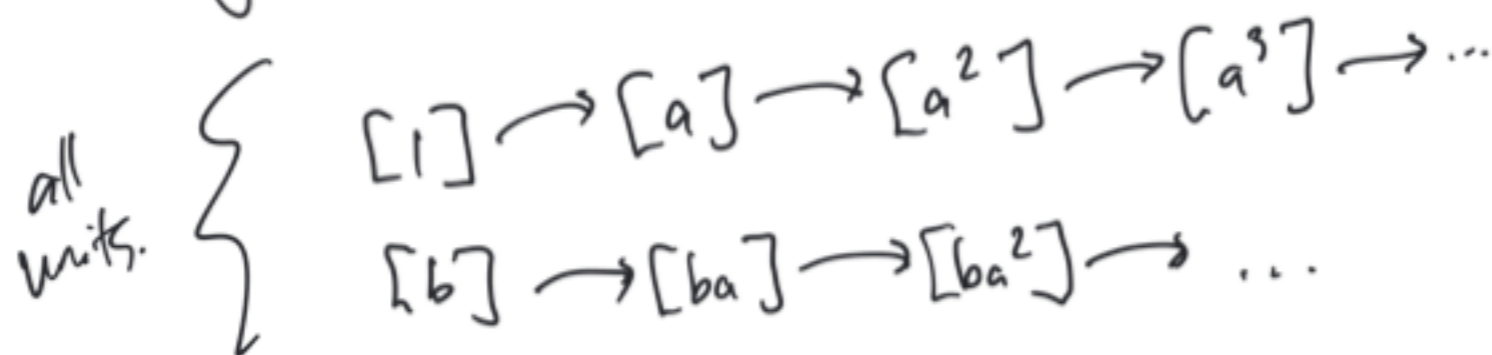 [1] → [a] → [a²] → [a³] → ...
all
units.
[b] → [ba] → [ba²] → ...